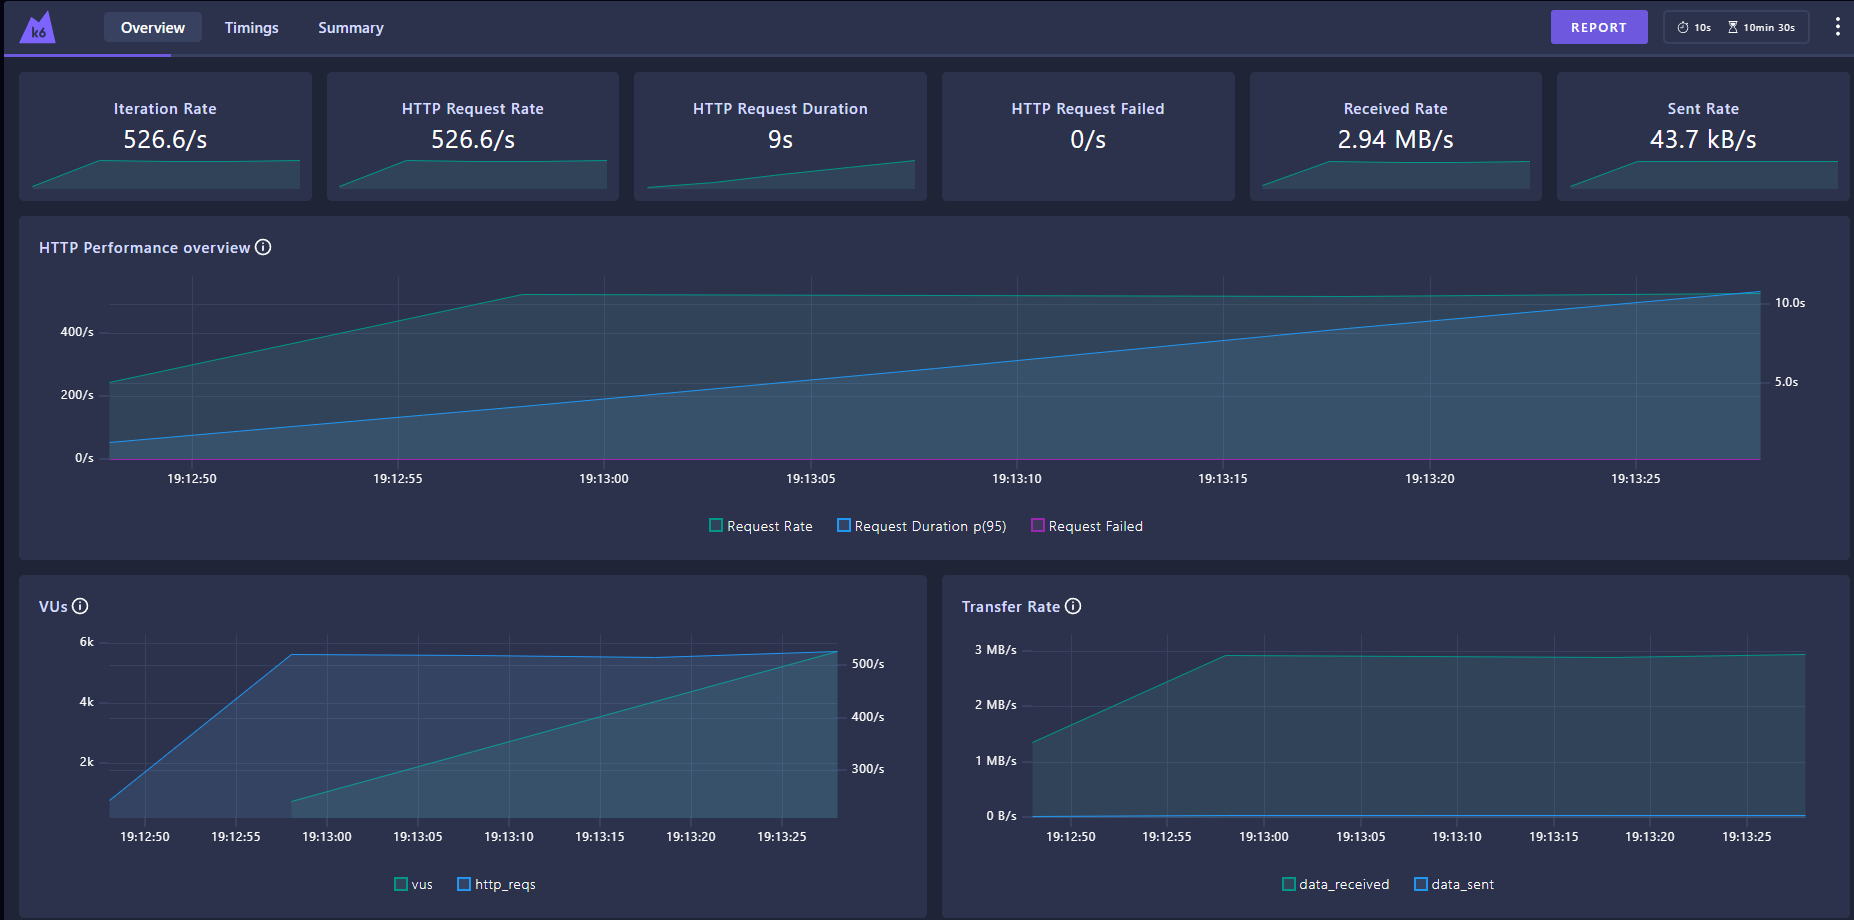 k6
Overview Timings Summary REPORT 10s 10min 30s
Iteration Rate
526.6/s
HTTP Request Rate
526.6/s
HTTP Request Duration
9s
HTTP Request Failed
0/s
Received Rate
2.94 MB/s
Sent Rate
43.7 kB/s
HTTP Performance overview
400/s
200/s
0/s
10.0s
5.0s
19:12:50 19:12:55 19:13:00 19:13:05 19:13:10 19:13:15 19:13:20 19:13:25
Request Rate Request Duration p(95) Request Failed
VUs
6k
4k
2k
500/s
400/s
300/s
19:12:50 19:12:55 19:13:00 19:13:05 19:13:10 19:13:15 19:13:20 19:13:25
vus http_reqs
Transfer Rate
3 MB/s
2 MB/s
1 MB/s
0 B/s
19:12:50 19:12:55 19:13:00 19:13:05 19:13:10 19:13:15 19:13:20 19:13:25
data_received data_sent